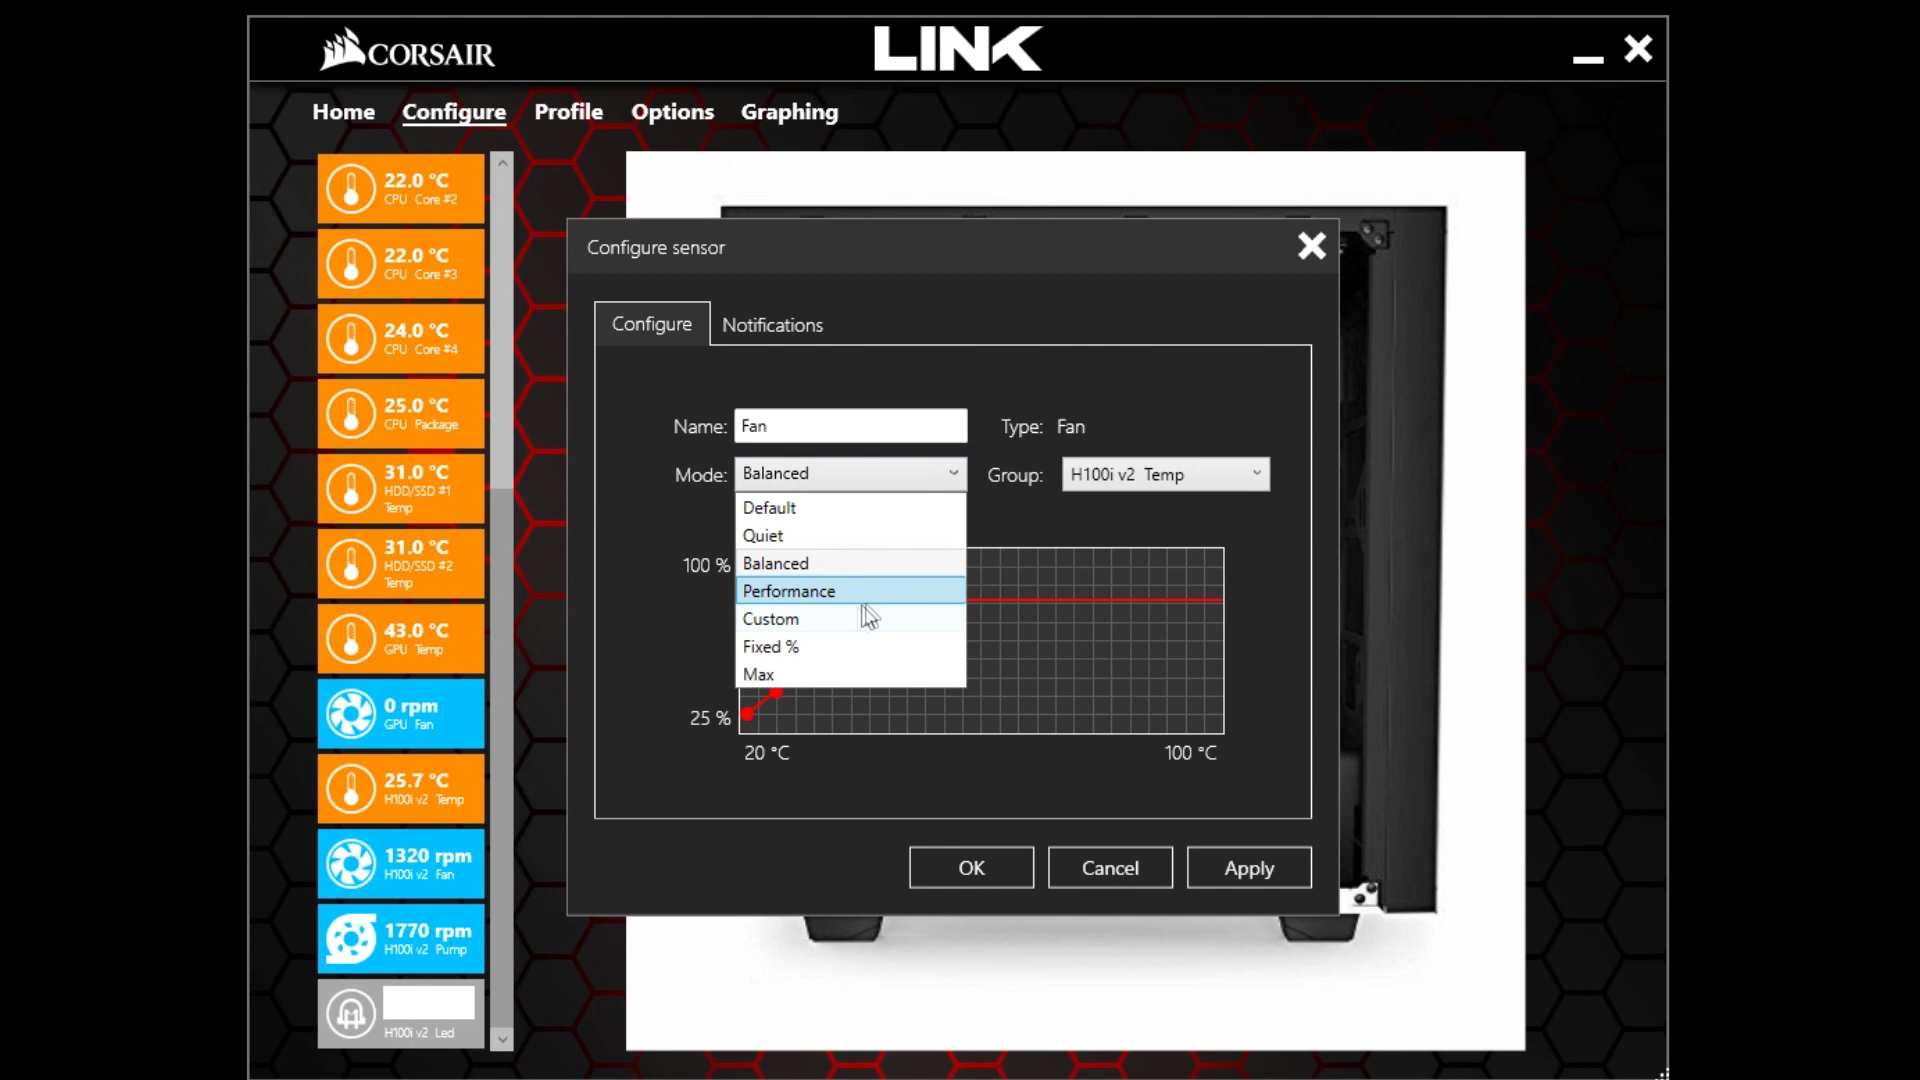 CORSAIR
LINK
Home Configure Profile Options Graphing
22.0 °C
CPU Core #2
22.0 °C
CPU Core #3
24.0 °C
CPU Core #4
25.0 °C
CPU Package
31.0 °C
HDD/SSD #1
Temp
31.0 °C
HDD/SSD #2
Temp
43.0 °C
GPU Temp
0 rpm
GPU Fan
25.7 °C
H100i v2 Temp
1320 rpm
H100i v2 Fan
1770 rpm
H100i v2 Pump
H100i v2 Led
Configure sensor
Configure Notifications
Name: Fan Type: Fan
Mode: Balanced Group: H100i v2 Temp
Default
Quiet
Balanced
Performance
Custom
Fixed %
Max
100 %
25 %
20 °C 100 °C
OK Cancel Apply